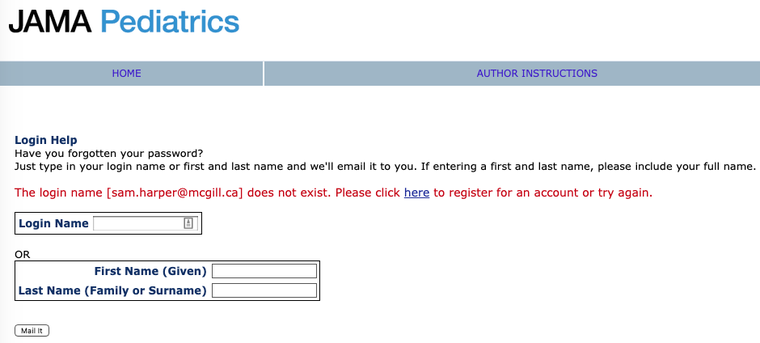 JAMA Pediatrics
HOME
AUTHOR INSTRUCTIONS
Login Help
Have you forgotten your password?
Just type in your login name or first and last name and we'll email it to you. If entering a first and last name, please include your full name.
The login name [sam.harper@mcgill.ca] does not exist. Please click here to register for an account or try again.
Login Name
OR
First Name (Given)
Last Name (Family or Surname)
Mail It